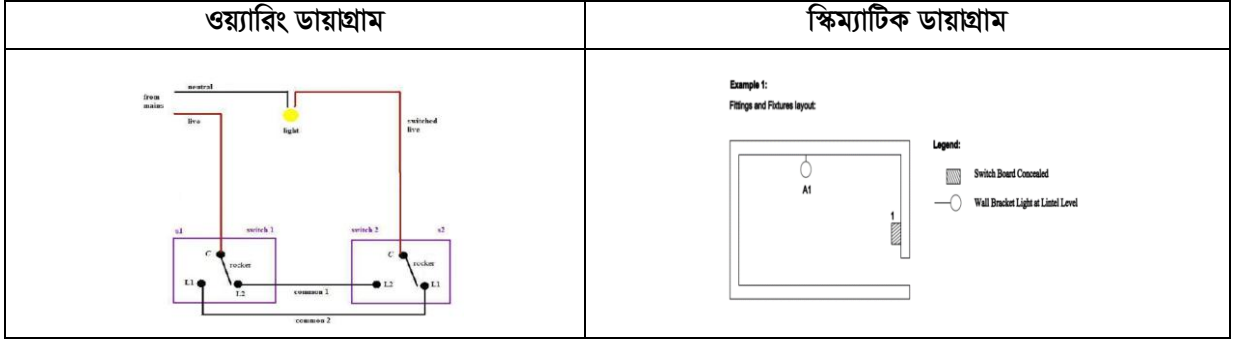 ওয়্যারিং ডায়াগ্রাম
স্কিম্যাটিক ডায়াগ্রাম
neutral
from
mains
live
light
switched
live
s1
switch 1
C
rocker
L1
L2
common 1
common 2
switch 2
s2
C
rocker
L2
L1
Example 1:
Fittings and Fixtures layout:
A1
1
Legend:
Switch Board Concealed
Wall Bracket Light at Lintel Level